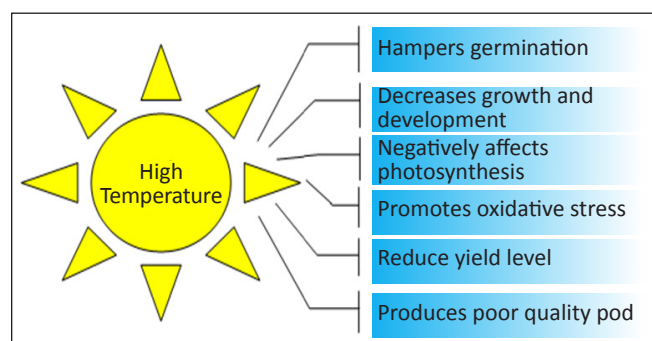 High
Temperature
Hampers germination
Decreases growth and
development
Negatively affects
photosynthesis
Promotes oxidative stress
Reduce yield level
Produces poor quality pod